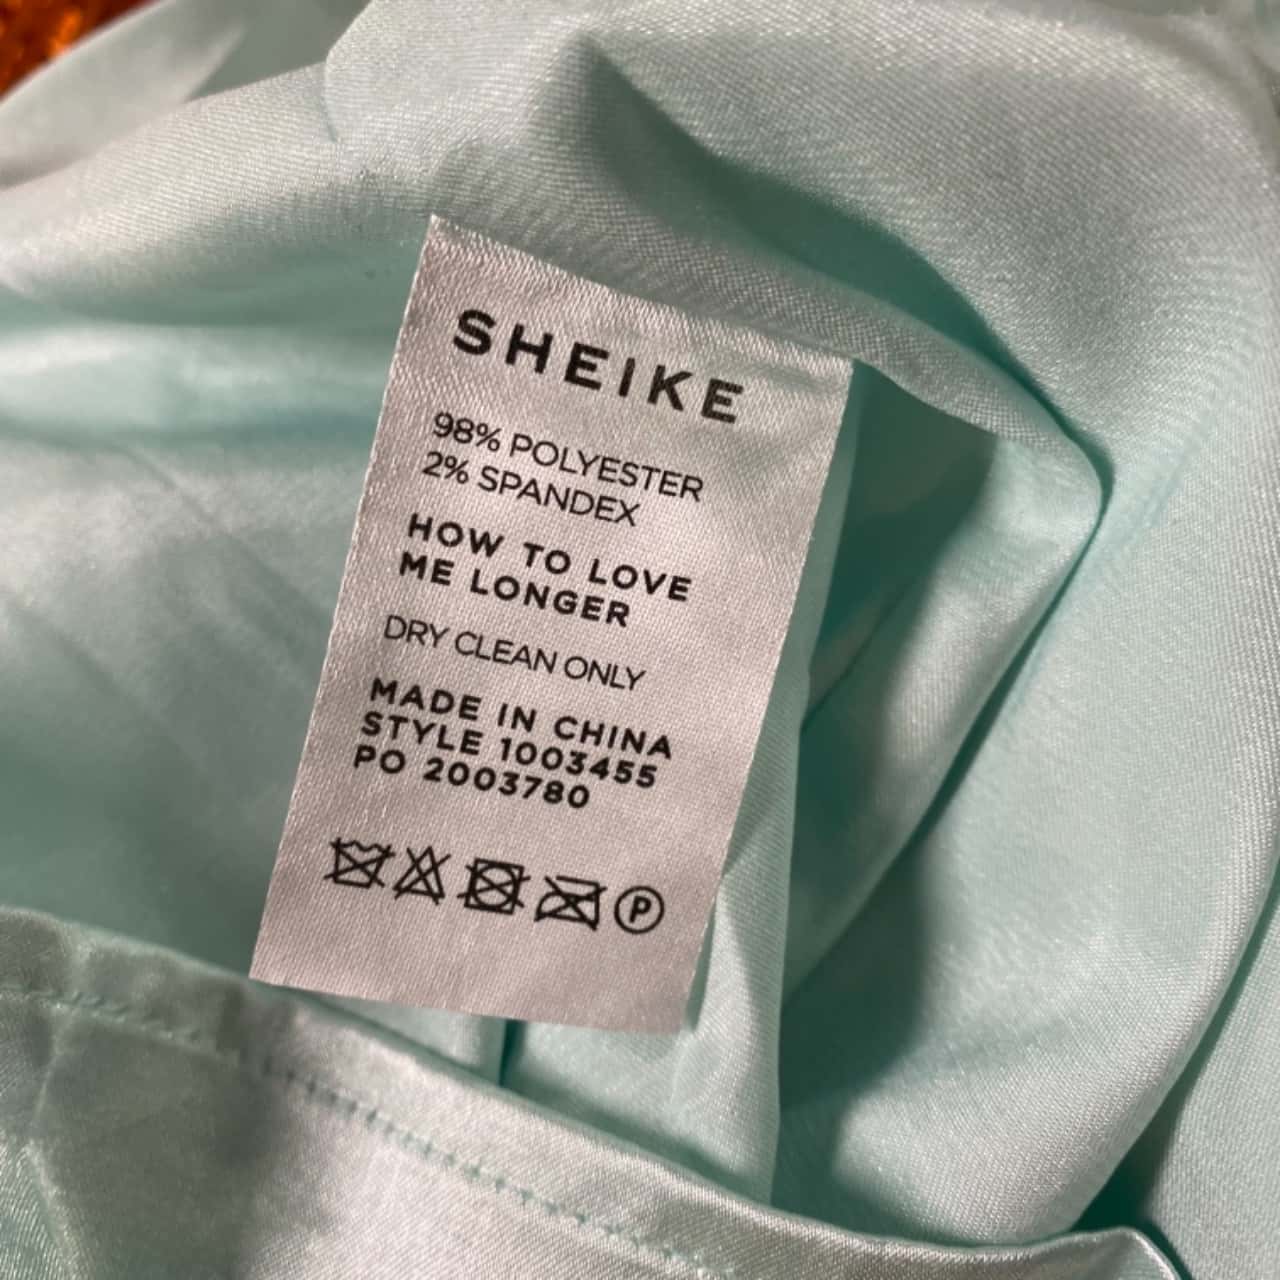 SHEIKE
98% POLYESTER
2% SPANDEX
HOW TO LOVE
ME LONGER
DRY CLEAN ONLY
MADE IN CHINA
STYLE 1003455
PO 2003780
P